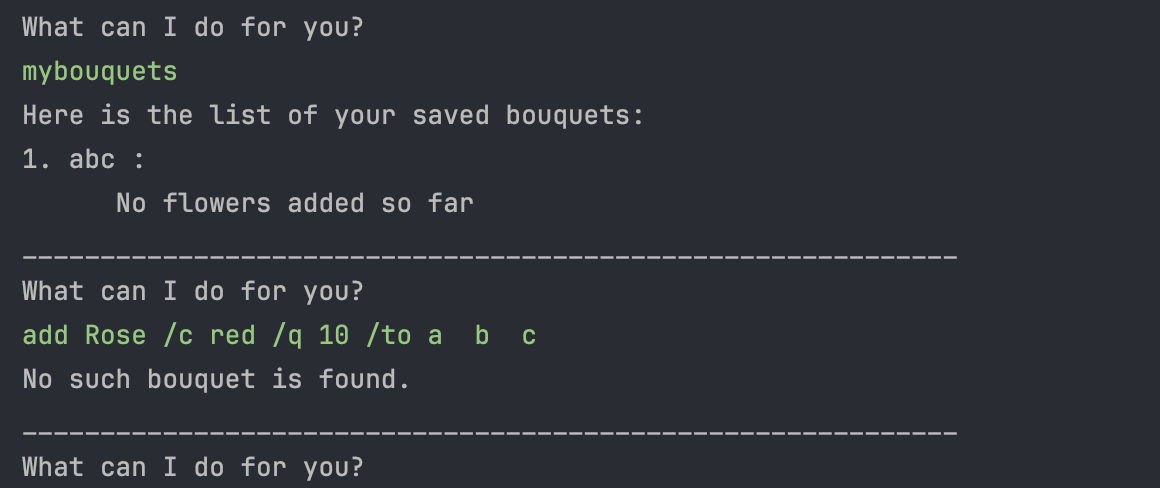 What can I do for you?
mybouquets
Here is the list of your saved bouquets:
1. abc :
      No flowers added so far
____________________________________________________________
What can I do for you?
add Rose /c red /q 10 /to a  b  c
No such bouquet is found.
____________________________________________________________
What can I do for you?